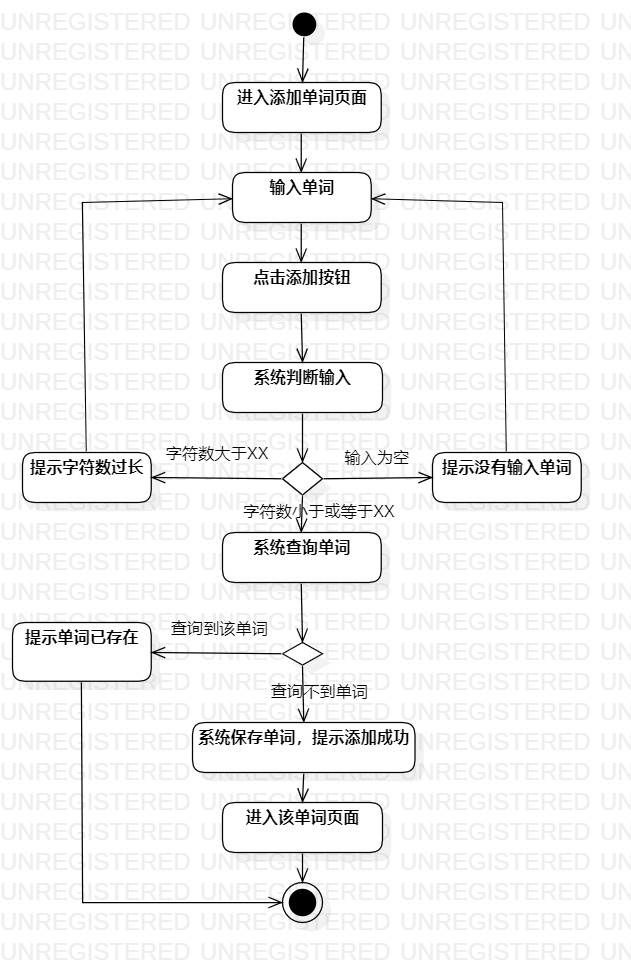 进入添加单词页面
输入单词
点击添加按钮
系统判断输入
字符数大于XX
输入为空
提示字符数过长
提示没有输入单词
字符数小于或等于XX
系统查询单词
查询到该单词
提示单词已存在
查询不到单词
系统保存单词，提示添加成功
进入该单词页面
UNREGISTERED